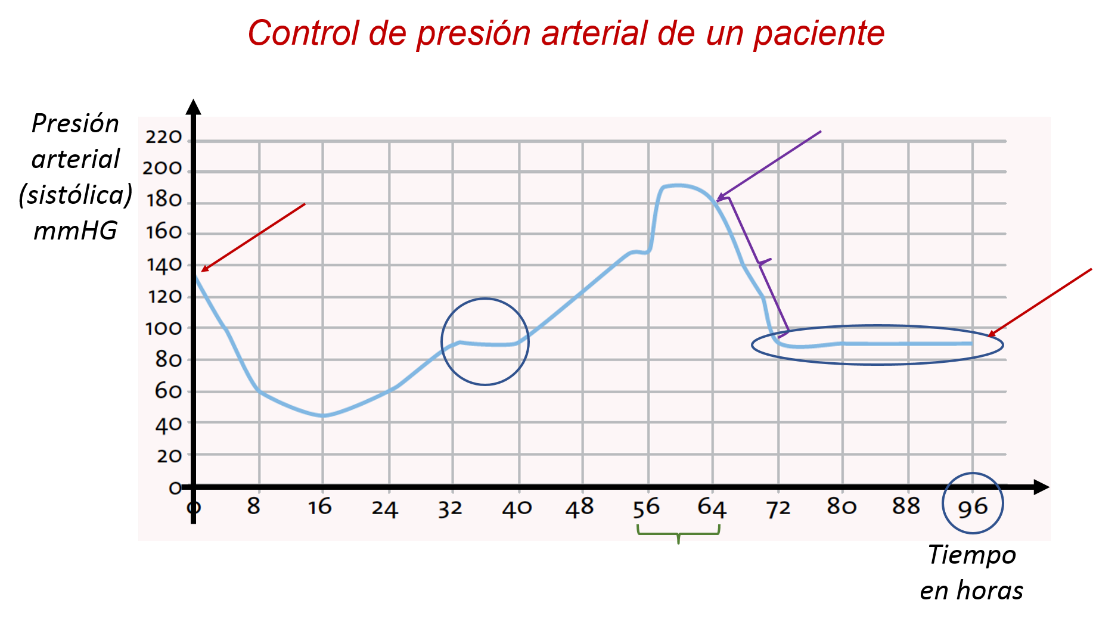 Control de presión arterial de un paciente
Presión
arterial
(sistólica)
mmHG
220
200
180
160
140
120
100
80
60
40
20
0
0 8 16 24 32 40 48 56 64 72 80 88 96
Tiempo
en horas